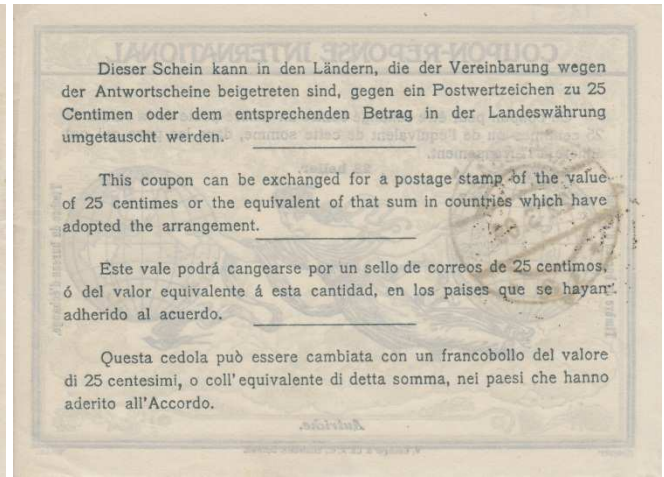 Dieser Schein kann in den Ländern, die der Vereinbarung wegen
der Antwortscheine beigetreten sind, gegen ein Postwertzeichen zu 25
Centimen oder dem entsprechenden Betrag in der Landeswährung
umgetauscht werden.
This coupon can be exchanged for a postage stamp of the value
of 25 centimes or the equivalent of that sum in countries which have
adopted the arrangement.
Este vale podrá cangearse por un sello de correos de 25 centimos,
ó del valor equivalente á esta cantidad, en los paises que se hayan
adherido al acuerdo.
Questa cedola può essere cambiata con un francobollo del valore
di 25 centesimi, o coll'equivalente di detta somma, nei paesi che hanno
aderito all'Accordo.